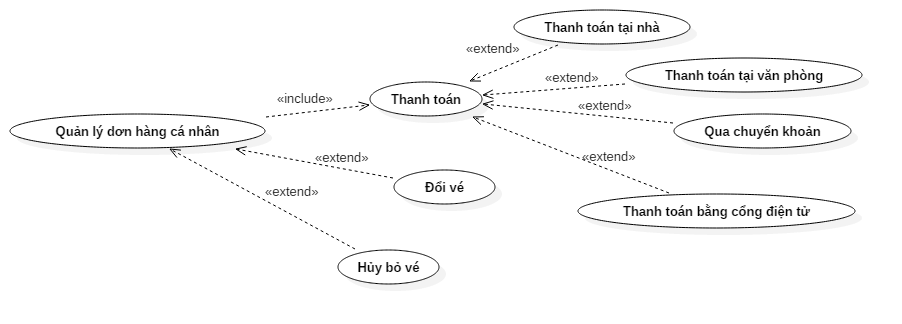 Thanh toán tại nhà
«extend»
Thanh toán tại văn phòng
«extend»
Thanh toán
«include»
«extend»
Qua chuyển khoản
Quản lý dơn hàng cá nhân
«extend»
«extend»
Đổi vé
«extend»
Thanh toán bằng cổng điện tử
Hủy bỏ vé